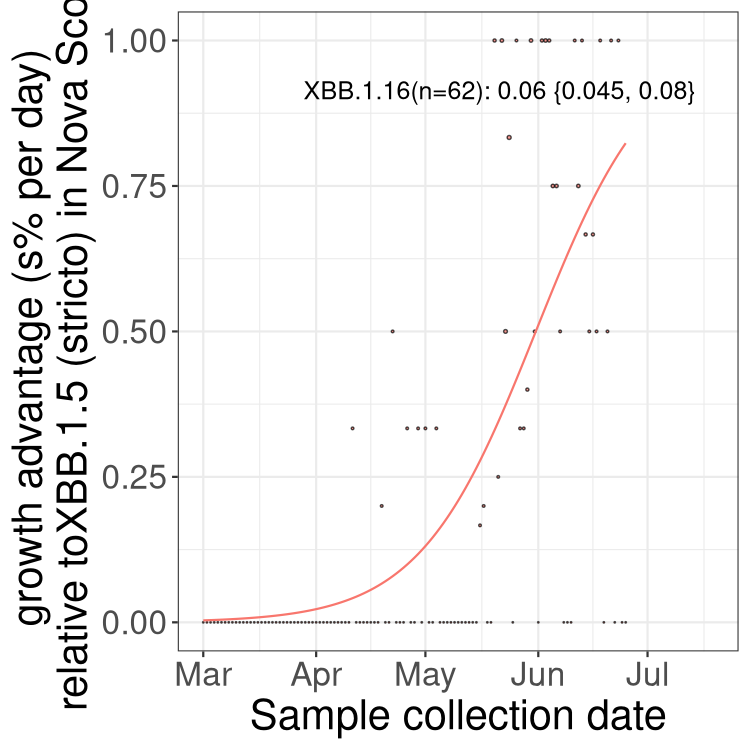 growth advantage (s% per day)
relative toXBB.1.5 (stricto) in Nova Sco
1.00
0.75
0.50
0.25
0.00
XBB.1.16(n=62): 0.06 {0.045, 0.08}
Mar Apr May Jun Jul
Sample collection date